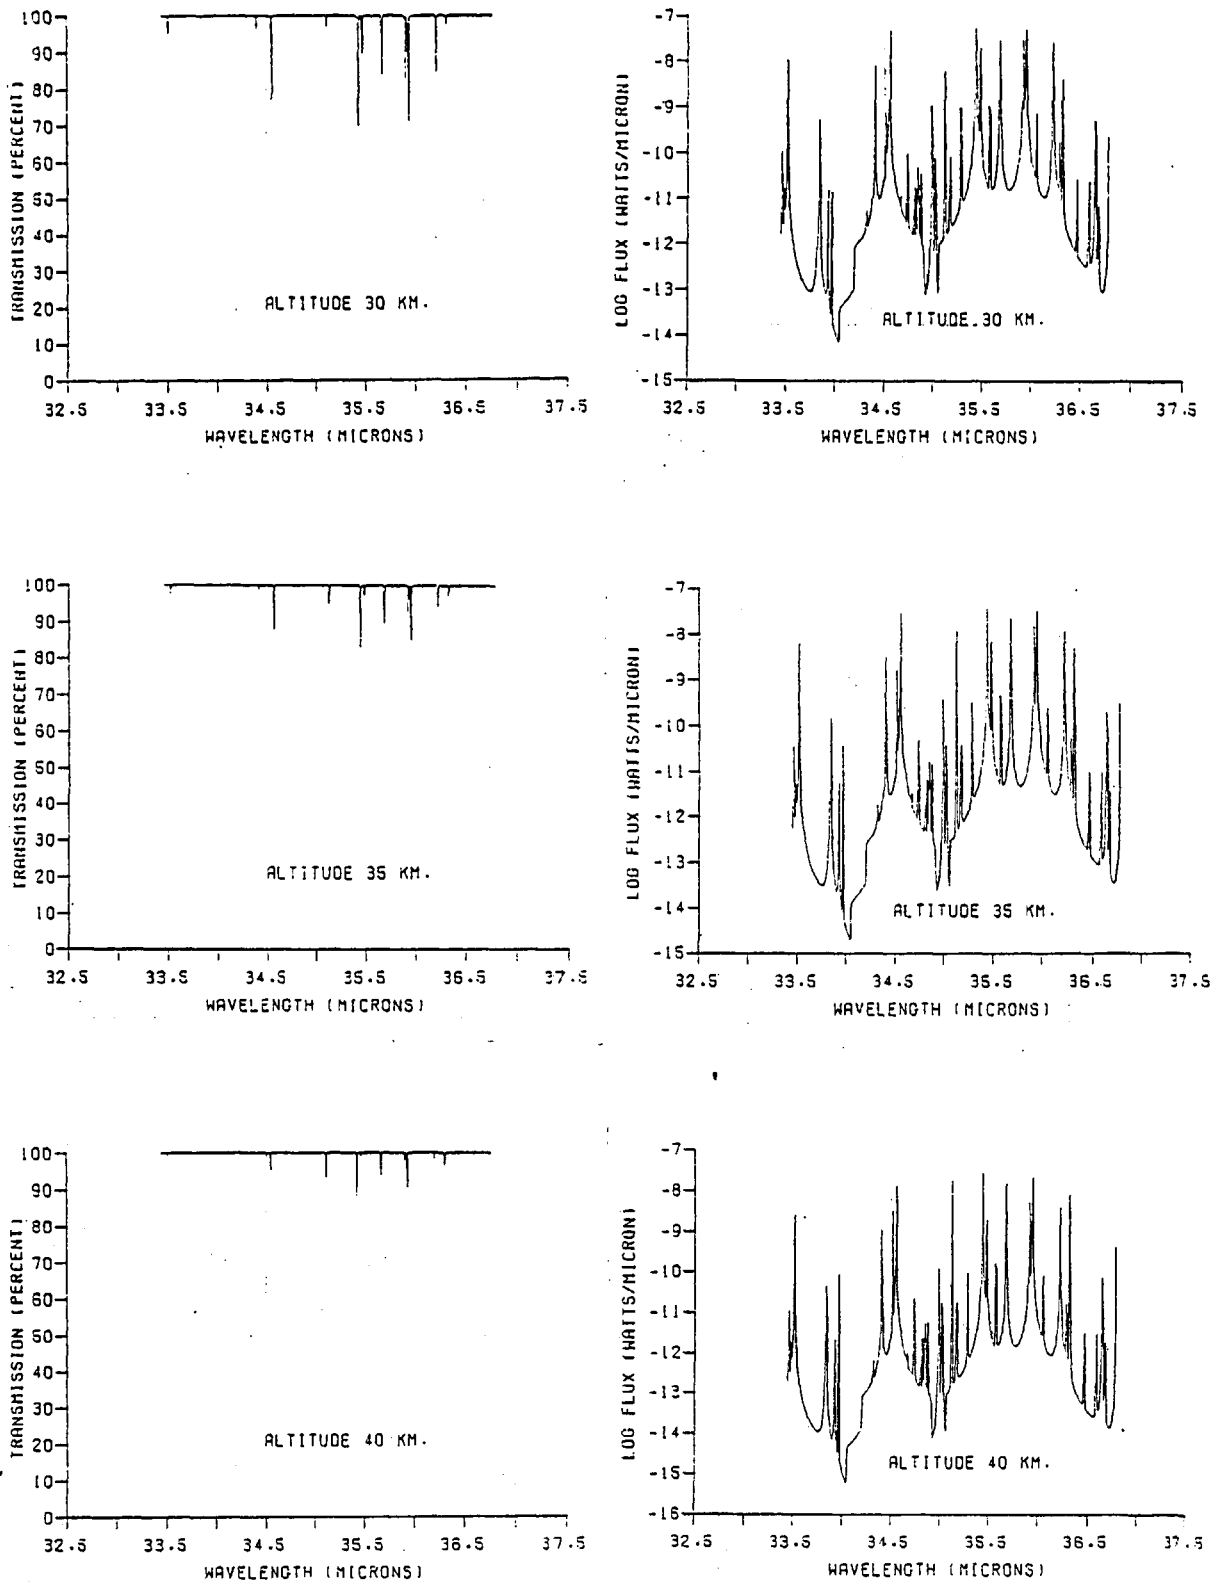 TRANSMISSION (PERCENT)
100
90
80
70
60
50
40
30
20
10
0
ALTITUDE 30 KM.
32.5 33.5 34.5 35.5 36.5 37.5
WAVELENGTH (MICRONS)
LOG FLUX (WATTS/MICRON)
-7
-8
-9
-10
-11
-12
-13
-14
-15
ALTITUDE 30 KM.
32.5 33.5 34.5 35.5 36.5 37.5
WAVELENGTH (MICRONS)
TRANSMISSION (PERCENT)
100
90
80
70
60
50
40
30
20
10
0
ALTITUDE 35 KM.
32.5 33.5 34.5 35.5 36.5 37.5
WAVELENGTH (MICRONS)
LOG FLUX (WATTS/MICRON)
-7
-8
-9
-10
-11
-12
-13
-14
-15
ALTITUDE 35 KM.
32.5 33.5 34.5 35.5 36.5 37.5
WAVELENGTH (MICRONS)
TRANSMISSION (PERCENT)
100
90
80
70
60
50
40
30
20
10
0
ALTITUDE 40 KM.
32.5 33.5 34.5 35.5 36.5 37.5
WAVELENGTH (MICRONS)
LOG FLUX (WATTS/MICRON)
-7
-8
-9
-10
-11
-12
-13
-14
-15
-16
ALTITUDE 40 KM.
32.5 33.5 34.5 35.5 36.5 37.5
WAVELENGTH (MICRONS)